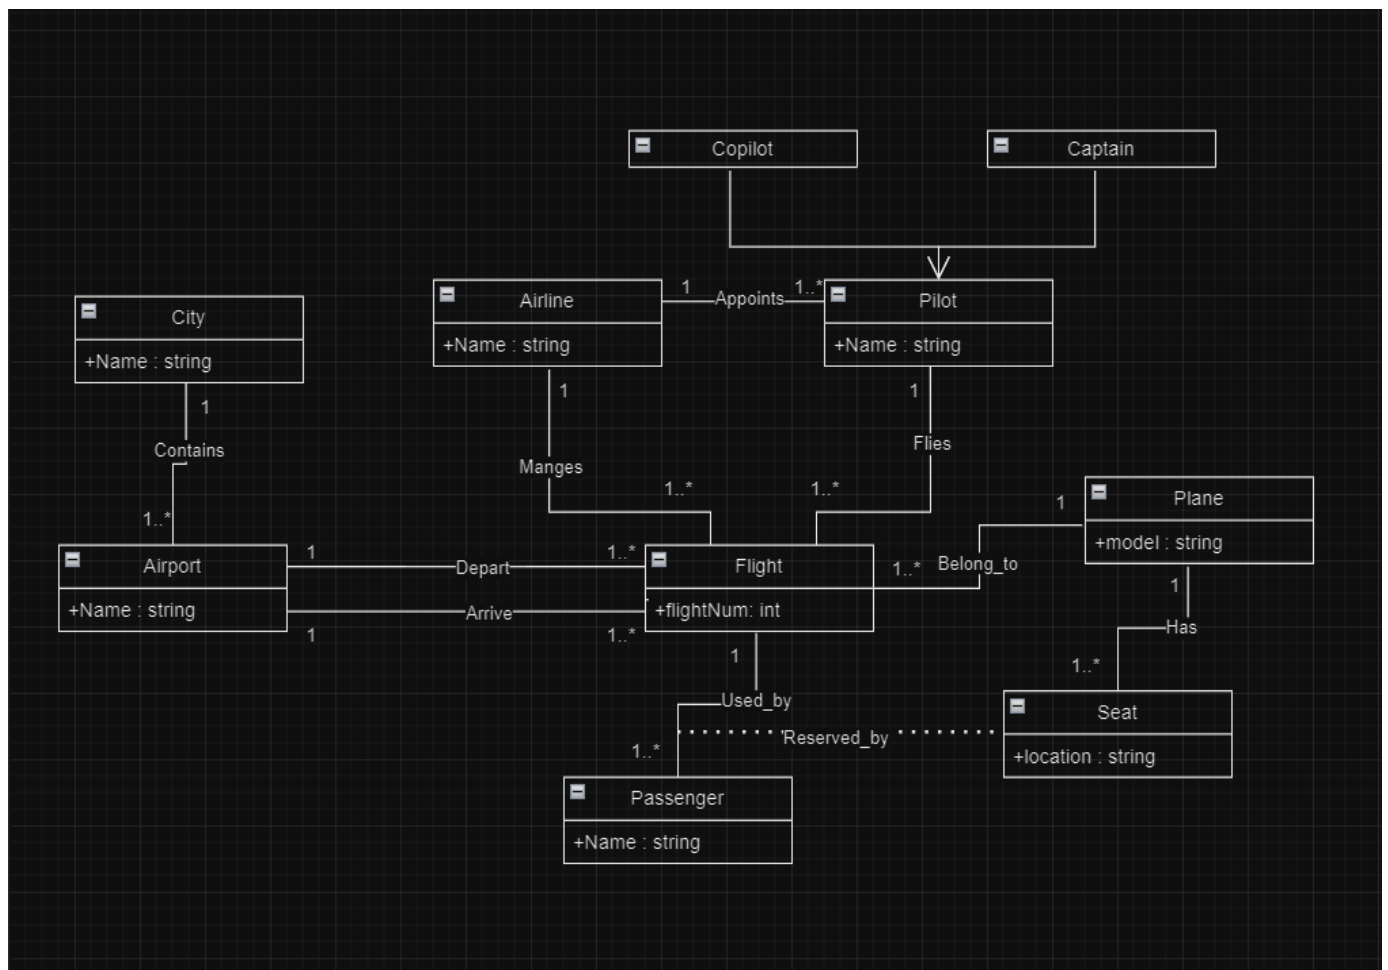 Copilot
Captain
Airline
+Name : string
1
Appoints
1..*
Pilot
+Name : string
City
+Name : string
1
Contains
1..*
1
Manges
1..*
1
Flies
1..*
Plane
+model : string
1
Belong_to
1..*
Airport
+Name : string
1
Depart
1..*
1
Arrive
1..*
Flight
+flightNum: int
1
Has
1..*
1
Used_by
1..*
Reserved_by
Seat
+location : string
Passenger
+Name : string